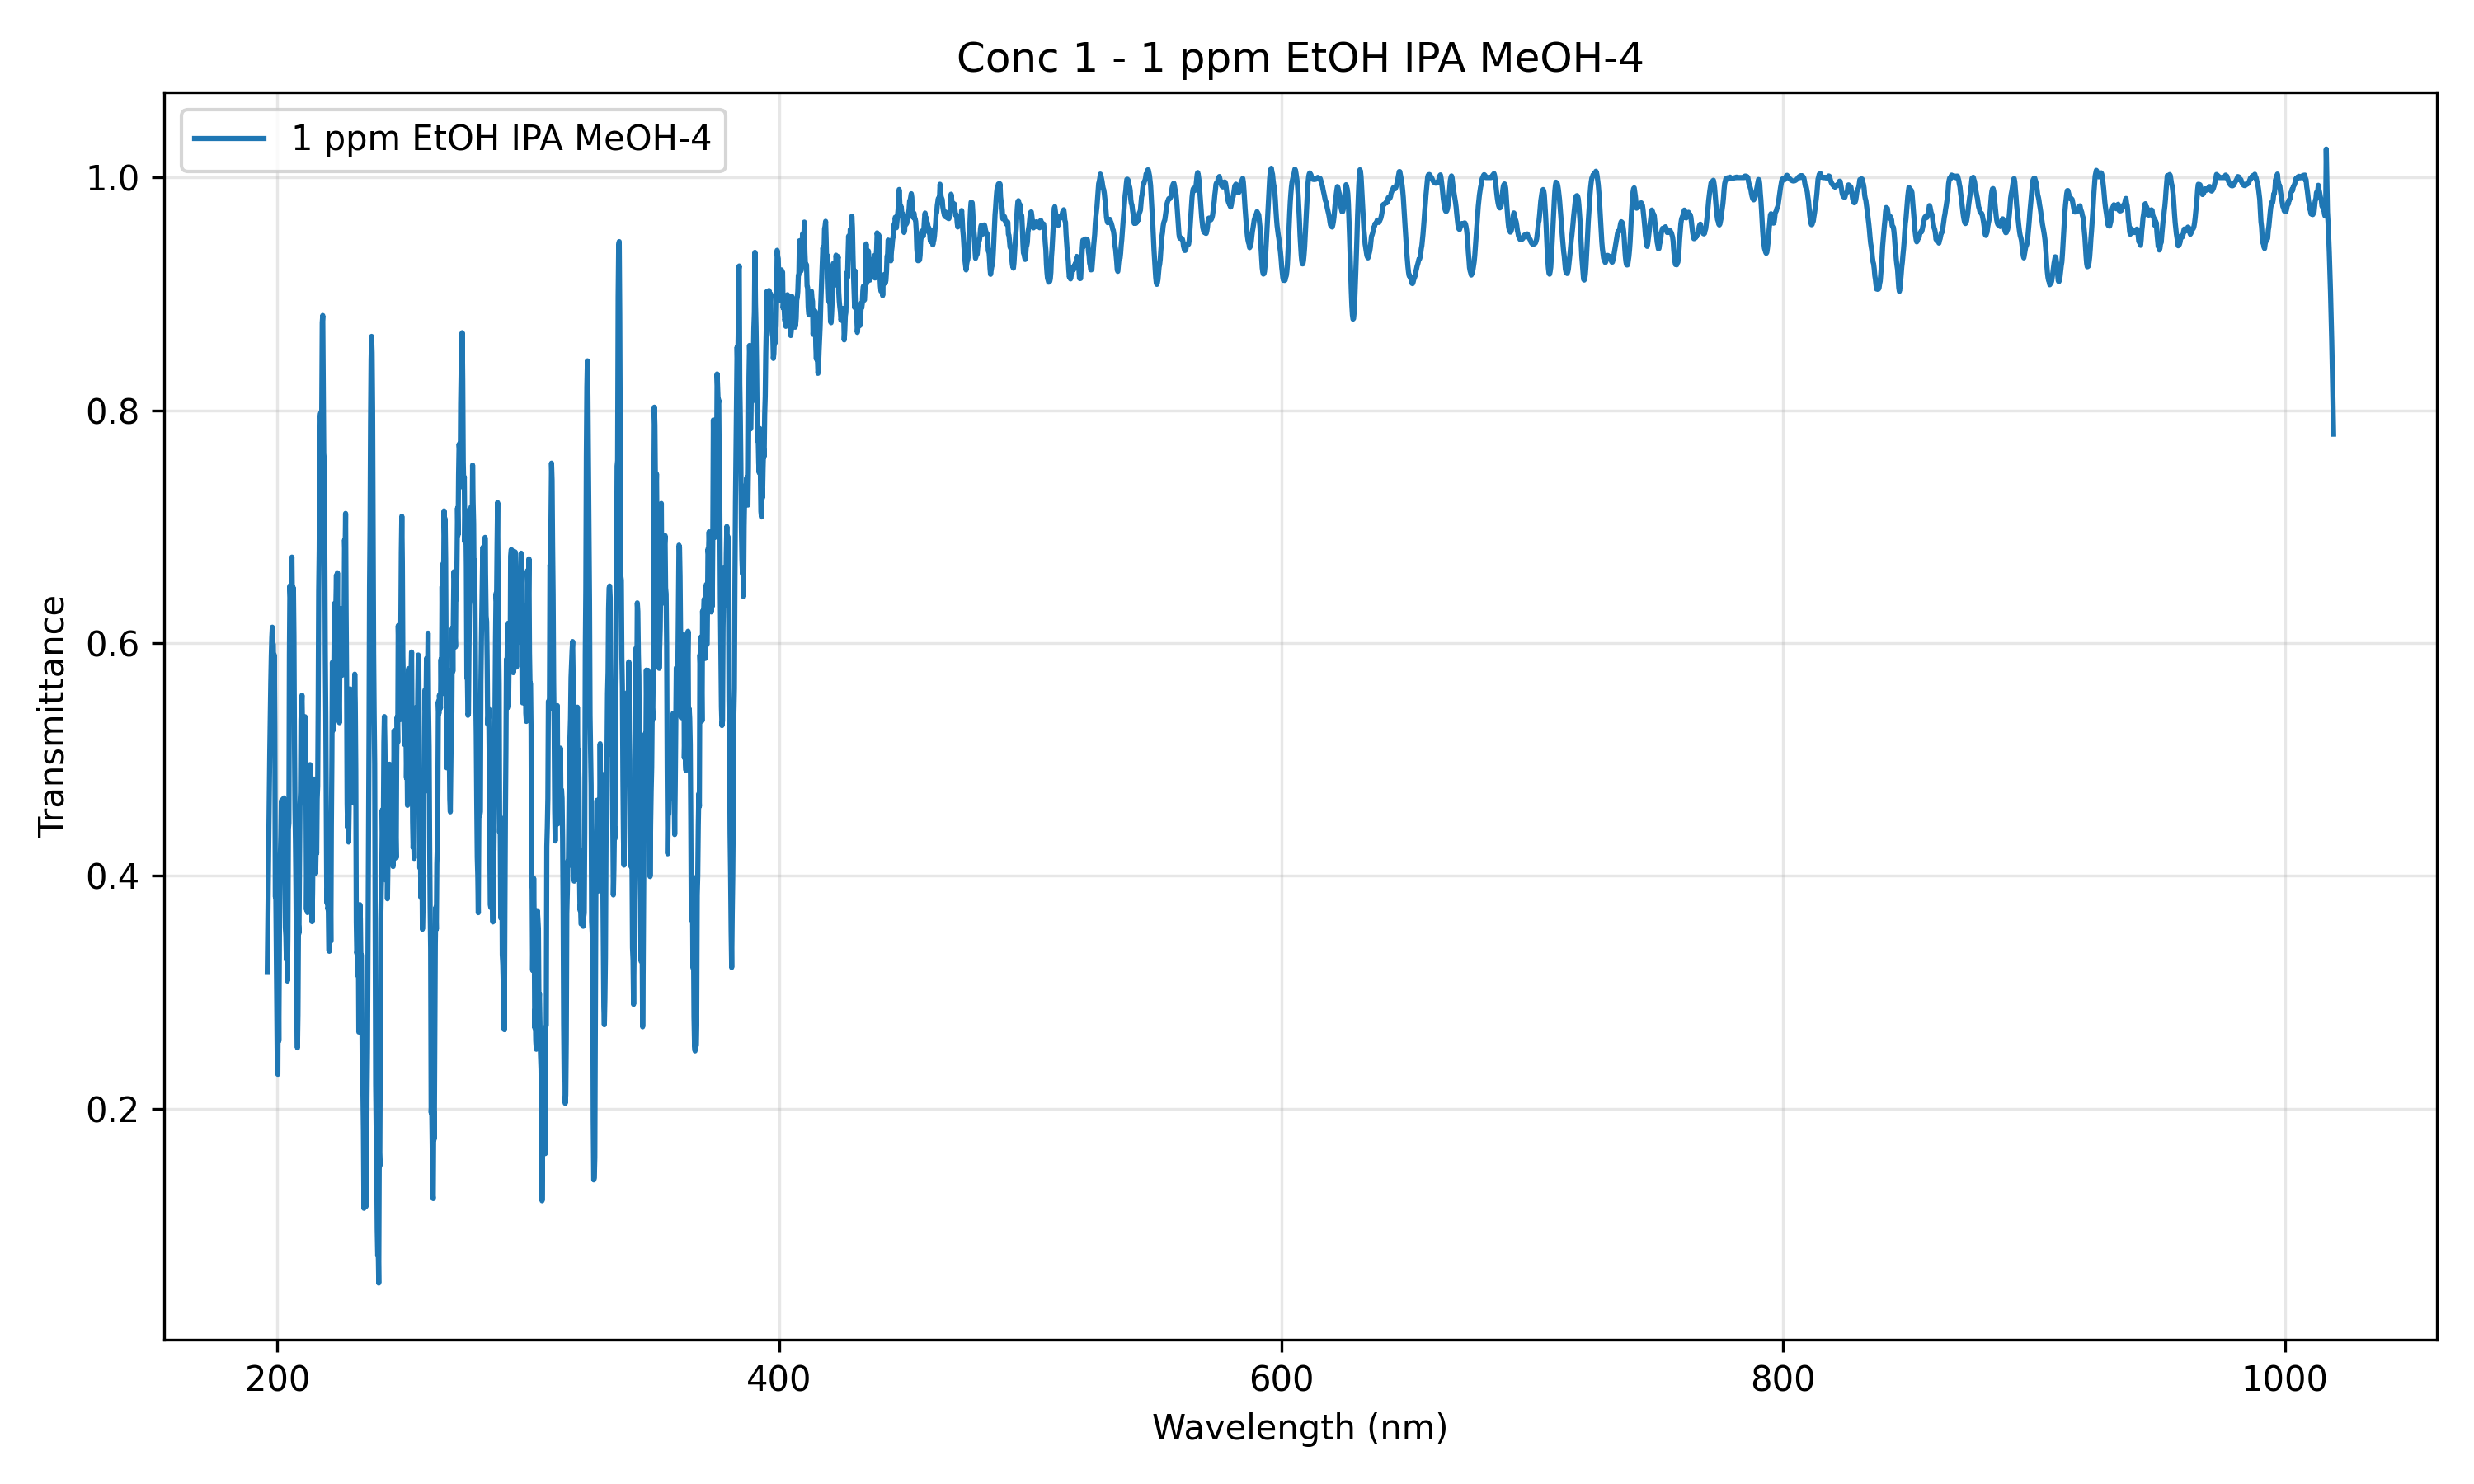 Conc 1 - 1 ppm EtOH IPA MeOH-4
1 ppm EtOH IPA MeOH-4
1.0
0.8
0.6
0.4
0.2
Transmittance
200
400
600
800
1000
Wavelength (nm)